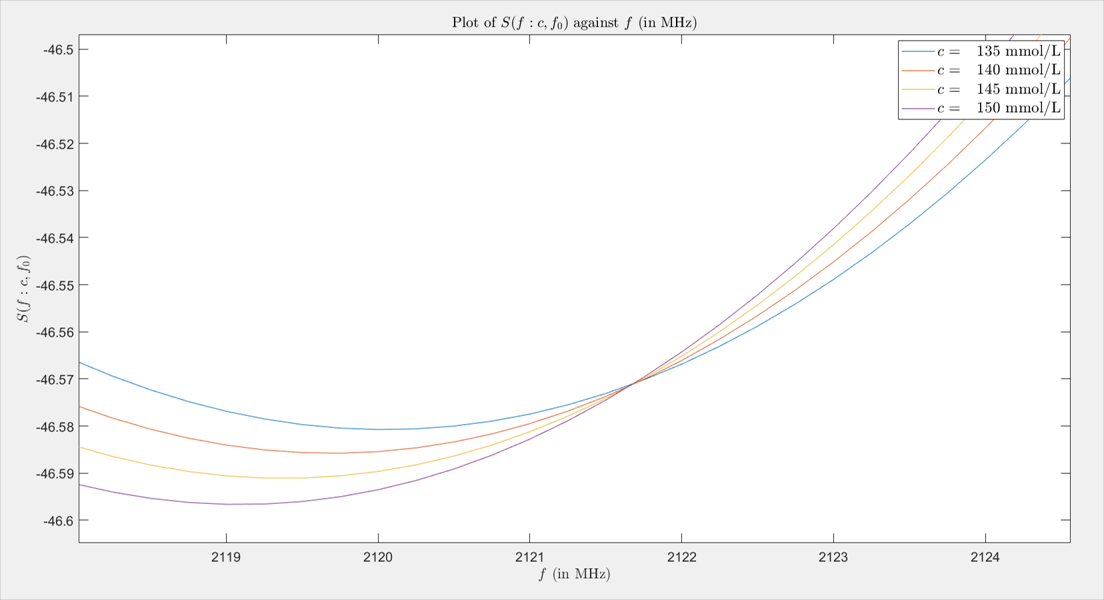 Plot of S(f : c, f₀) against f (in MHz)
c = 135 mmol/L
c = 140 mmol/L
c = 145 mmol/L
c = 150 mmol/L
-46.5
-46.51
-46.52
-46.53
-46.54
-46.55
-46.56
-46.57
-46.58
-46.59
-46.6
S(f : c, f₀)
2119
2120
2121
2122
2123
2124
f (in MHz)